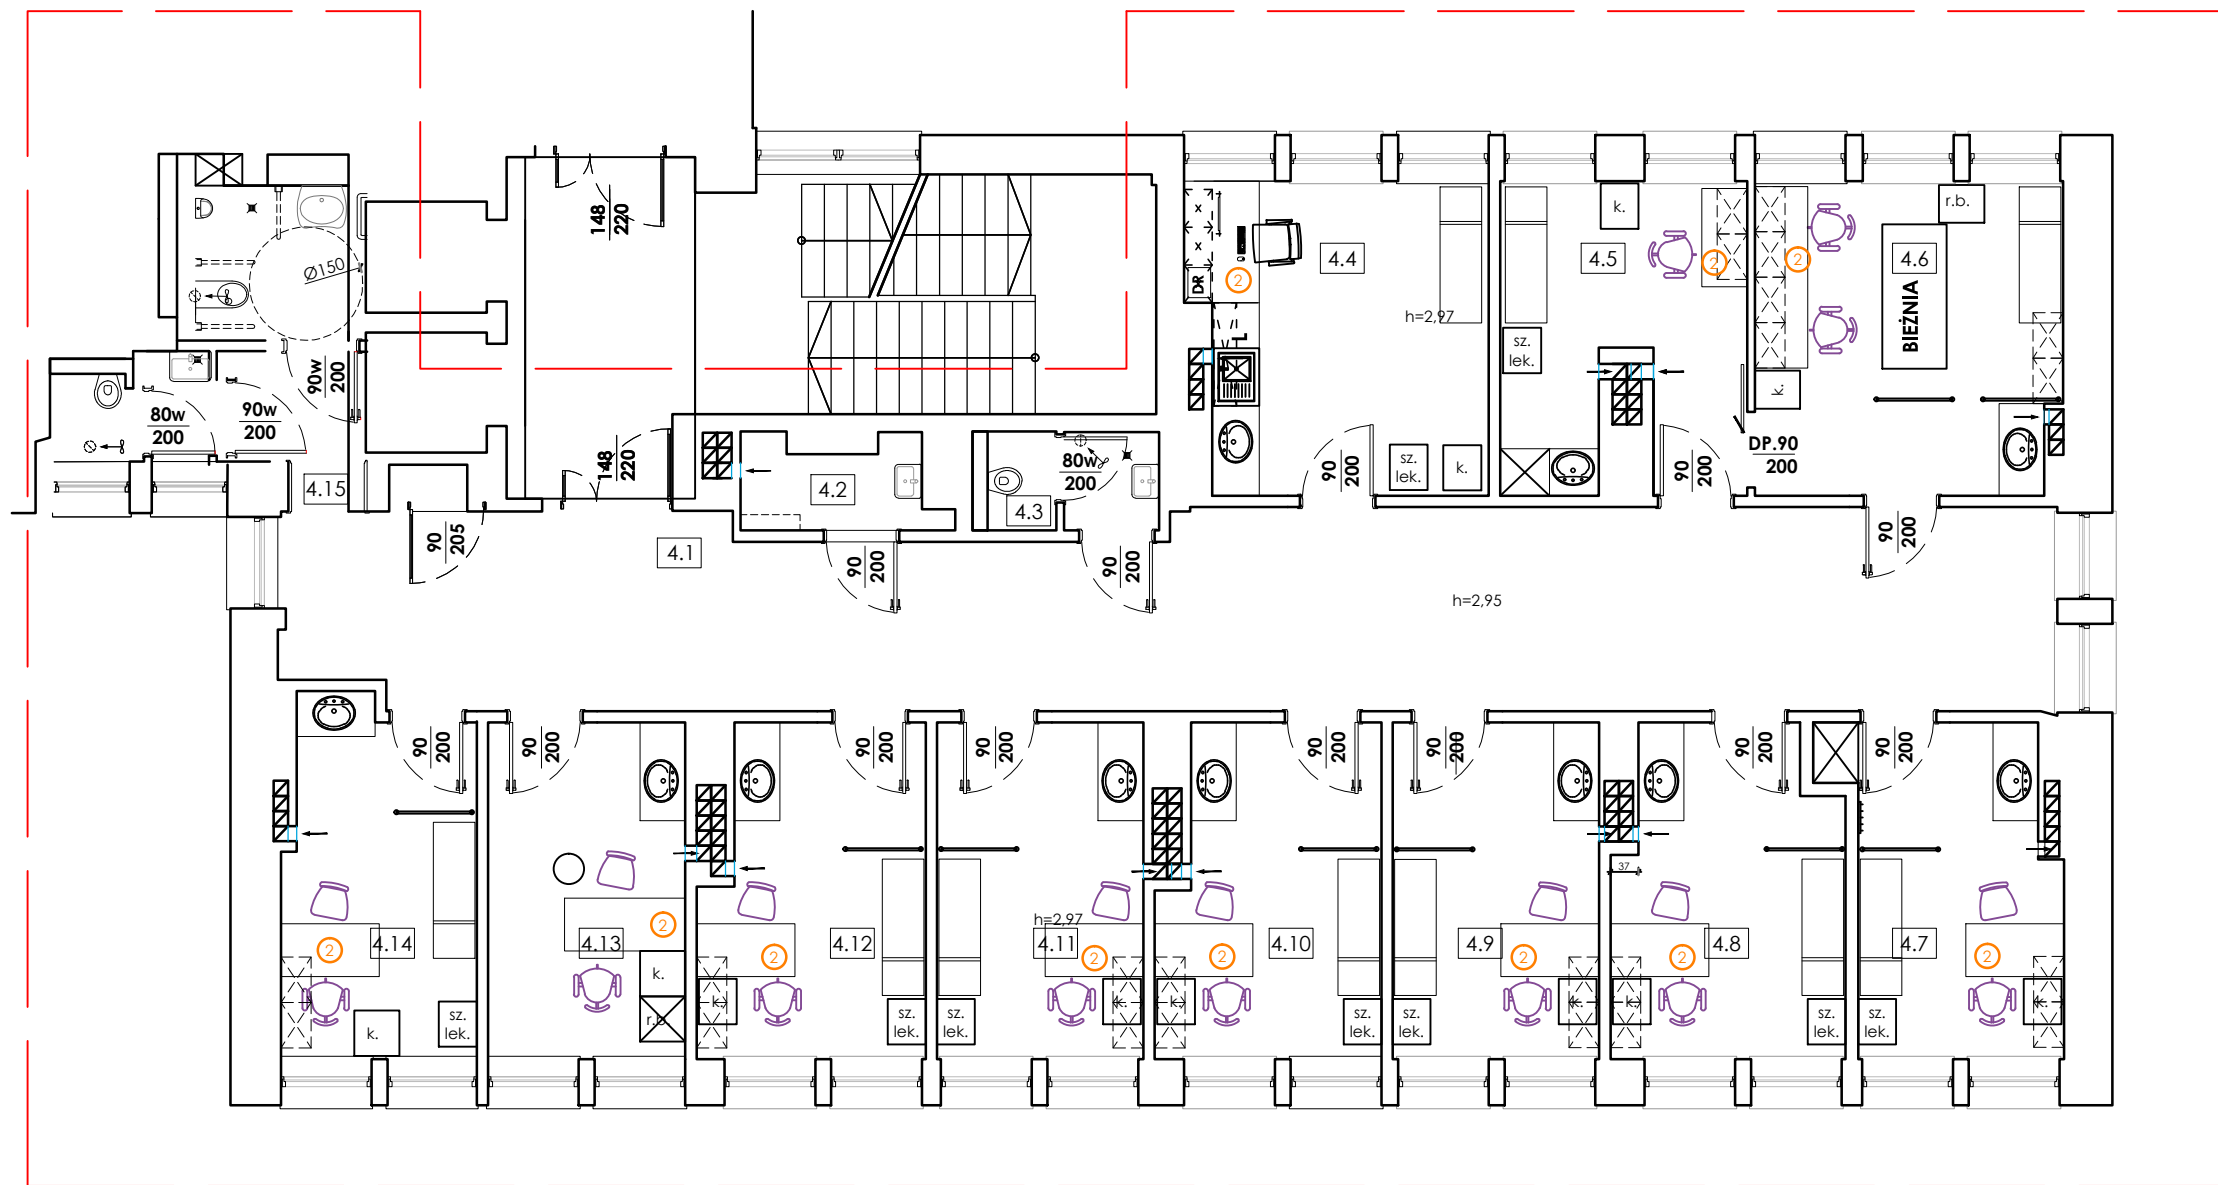 148
220
Ø150
90w
200
80w
200
90w
200
4.15
90
205
148
220
4.1
4.2
90
200
4.3
80w
200
90
200
x
x
DR
2
4.4
h=2,97
sz.
lek.
k.
90
200
k.
4.5
2
sz.
lek.
90
200
DP.90
200
2
k.
r.b.
4.6
BIEŻNIA
90
200
h=2,95
90
200
90
200
90
200
90
200
90
200
90
200
90
200
90
200
2
4.14
k.
sz.
lek.
2
4.13
k.
r.b.
2
4.12
k.
sz.
lek.
h=2,97
4.11
2
k.
sz.
lek.
2
4.10
k.
sz.
lek.
4.9
2
k.
sz.
lek.
37
2
4.8
k.
sz.
lek.
4.7
2
k.
sz.
lek.